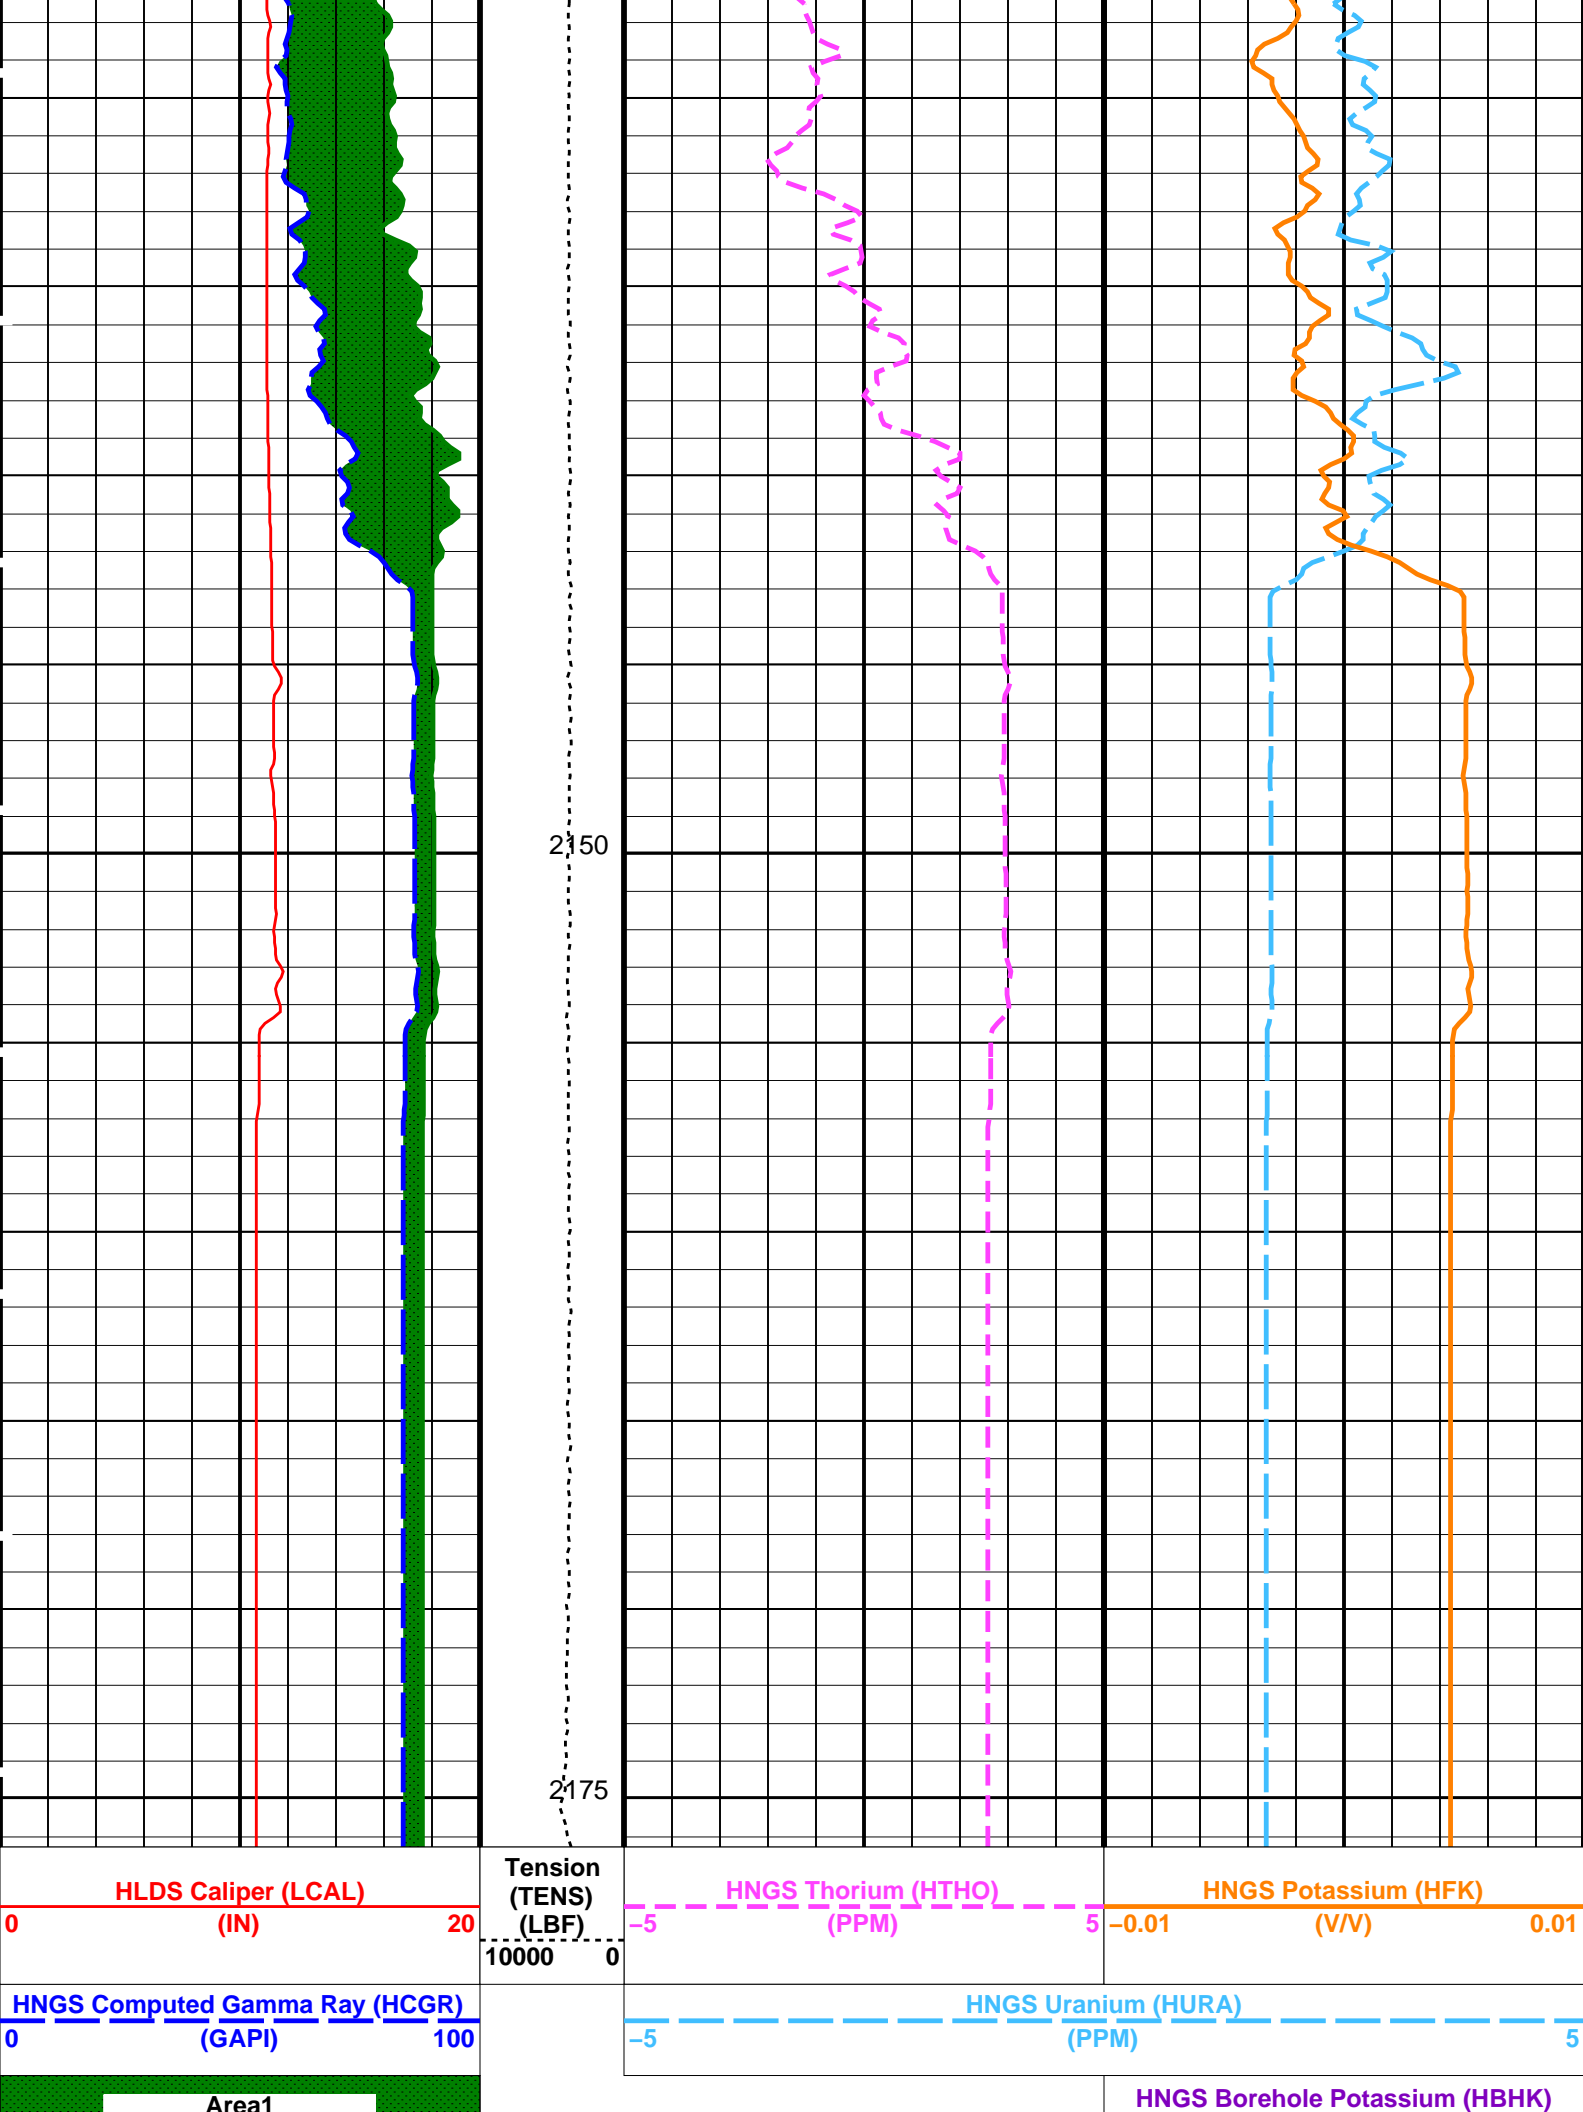 2150
2175
HLDS Caliper (LCAL)
0 (IN) 20
Tension
(TENS)
(LBF)
10000 0
HNGS Thorium (HTHO)
−5 (PPM) 5
HNGS Potassium (HFK)
−0.01 (V/V) 0.01
HNGS Computed Gamma Ray (HCGR)
0 (GAPI) 100
HNGS Uranium (HURA)
−5 (PPM) 5
Area1
HNGS Borehole Potassium (HBHK)